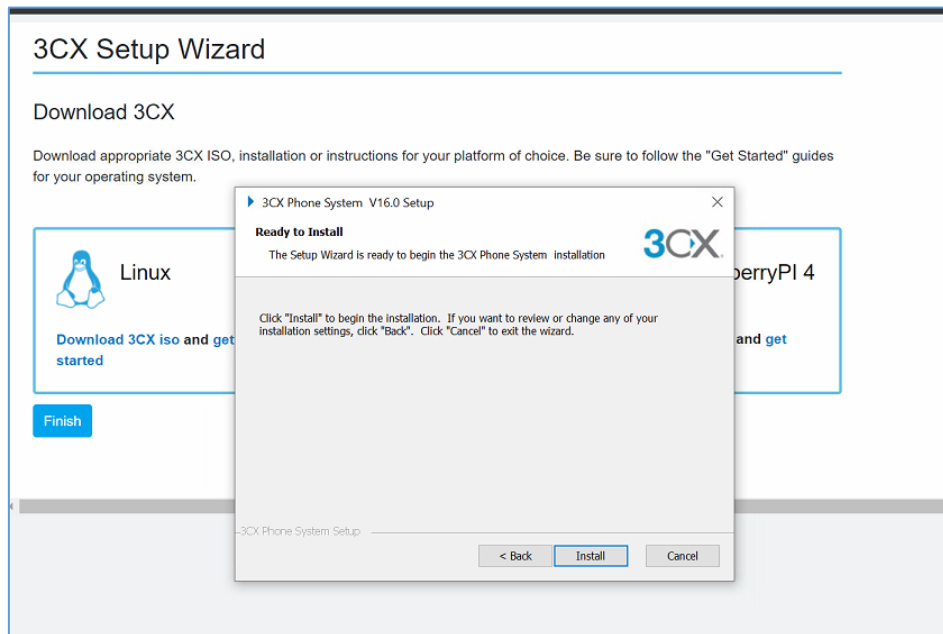 3CX Setup Wizard
Download 3CX
Download appropriate 3CX ISO, installation or instructions for your platform of choice. Be sure to follow the "Get Started" guides
for your operating system.
3CX Phone System V16.0 Setup
Ready to Install
The Setup Wizard is ready to begin the 3CX Phone System installation
3CX
Linux
Download 3CX iso and get
started
berryPI 4
and get
Click "Install" to begin the installation. If you want to review or change any of your
installation settings, click "Back". Click "Cancel" to exit the wizard.
Finish
3CX Phone System Setup
< Back
Install
Cancel